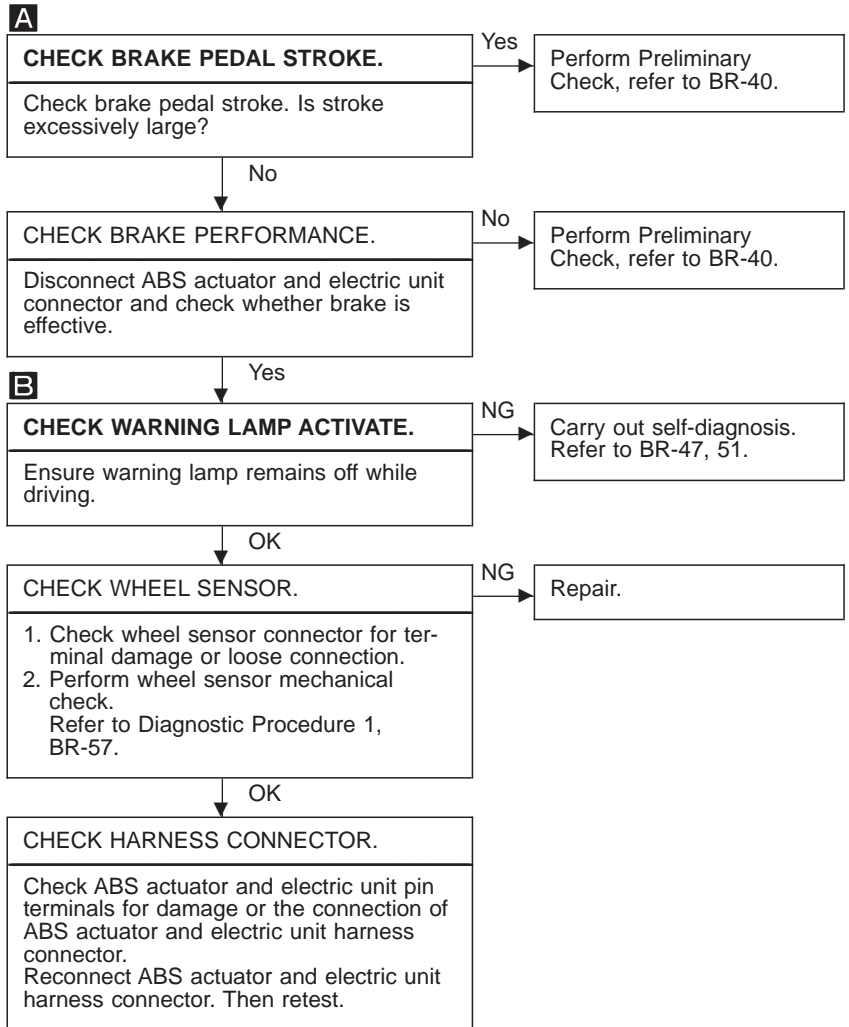 A
CHECK BRAKE PEDAL STROKE.
Check brake pedal stroke. Is stroke
excessively large?
Yes
Perform Preliminary
Check, refer to BR-40.
No
CHECK BRAKE PERFORMANCE.
Disconnect ABS actuator and electric unit
connector and check whether brake is
effective.
No
Perform Preliminary
Check, refer to BR-40.
Yes
B
CHECK WARNING LAMP ACTIVATE.
Ensure warning lamp remains off while
driving.
NG
Carry out self-diagnosis.
Refer to BR-47, 51.
OK
CHECK WHEEL SENSOR.
1. Check wheel sensor connector for ter-
minal damage or loose connection.
2. Perform wheel sensor mechanical
check.
Refer to Diagnostic Procedure 1,
BR-57.
NG
Repair.
OK
CHECK HARNESS CONNECTOR.
Check ABS actuator and electric unit pin
terminals for damage or the connection of
ABS actuator and electric unit harness
connector.
Reconnect ABS actuator and electric unit
harness connector. Then retest.